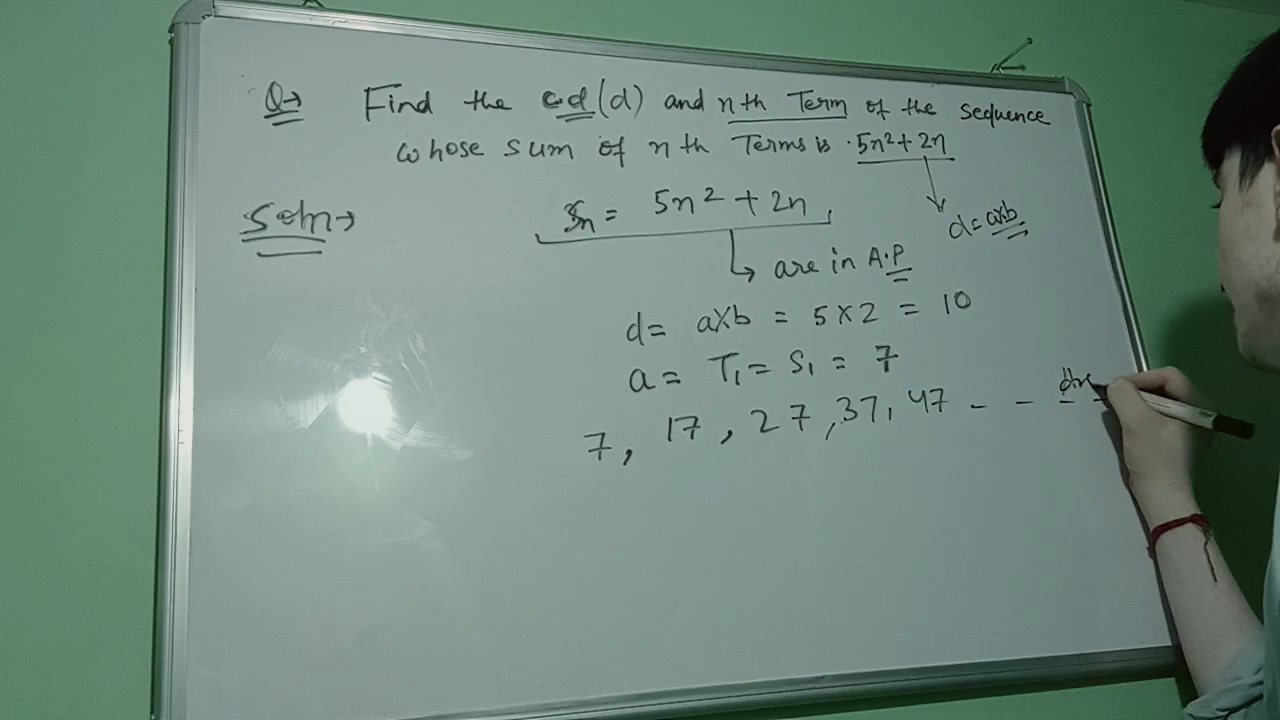 Q→ Find the cd(d) and nth Term of the sequence
whose sum of nth Terms is 5n²+2n
Soln→ Sn = 5n² + 2n,
d=axb
are in A.P
d= axb = 5x2 = 10
a= T₁= S₁= 7
7, 17, 27, 37, 47 - - - -